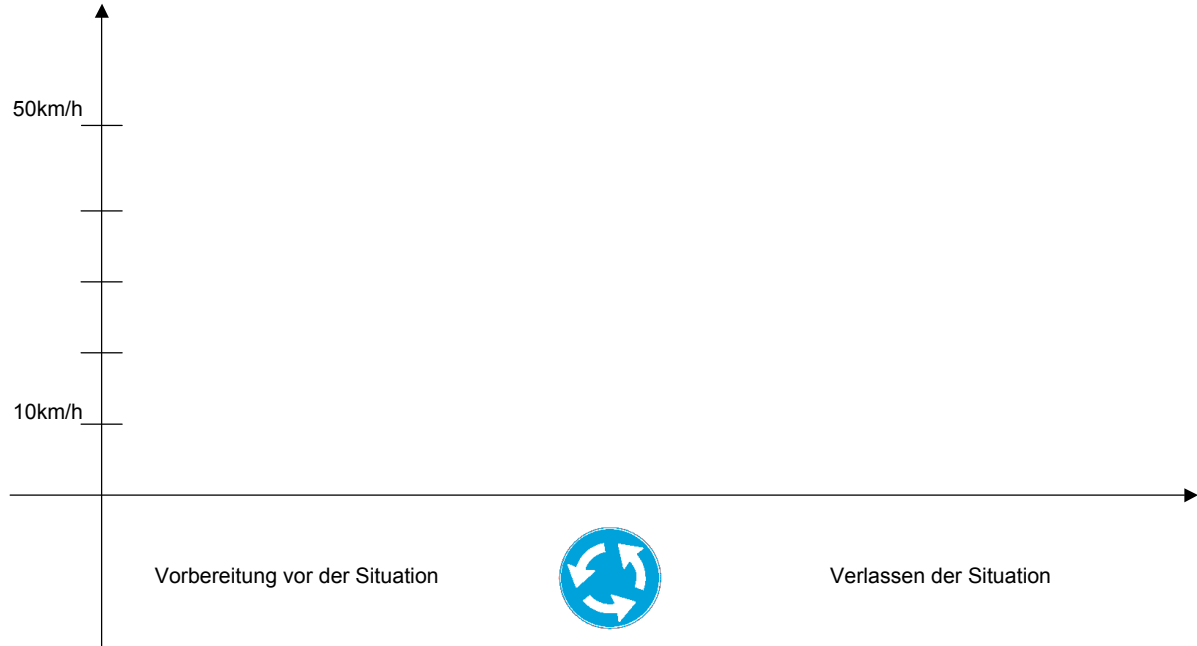 50km/h
10km/h
Vorbereitung vor der Situation
Verlassen der Situation